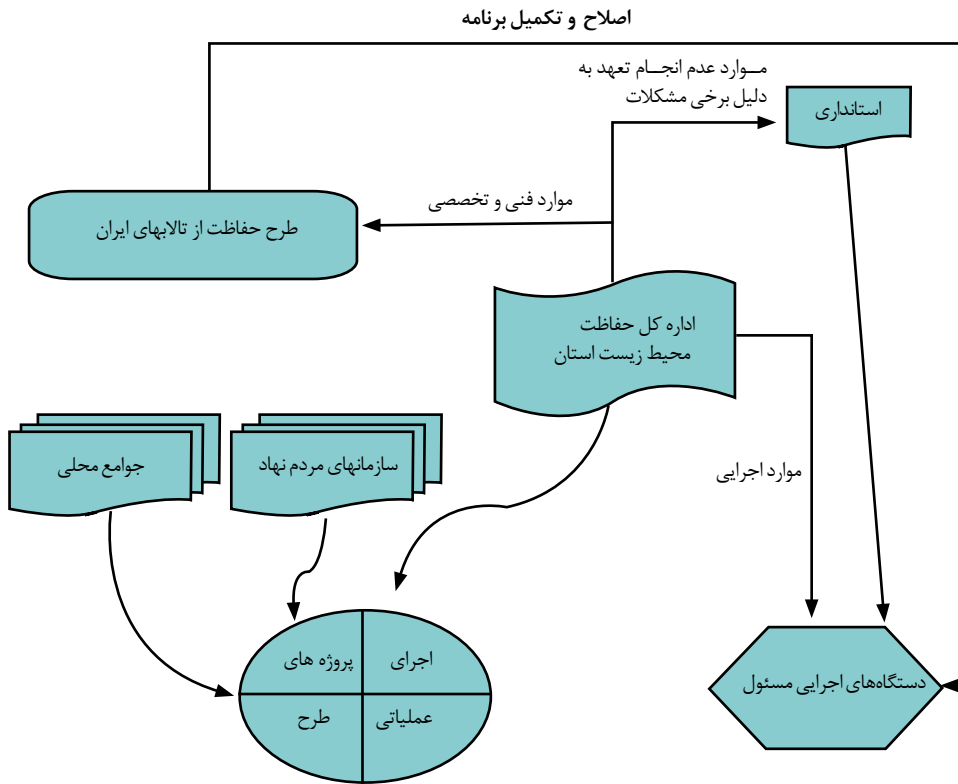 اصلاح و تکمیل برنامه
مــوارد عدم انجــام تعهد به
دلیل برخی مشکلات
استانداری
موارد فنی و تخصصی
طرح حفاظت از تالابهای ایران
اداره کل حفاظت
محیط زیست استان
سازمانهای مردم نهاد
جوامع محلی
موارد اجرایی
اجرای
پروژه های
عملیاتی
طرح
دستگاه‌های اجرایی مسئول